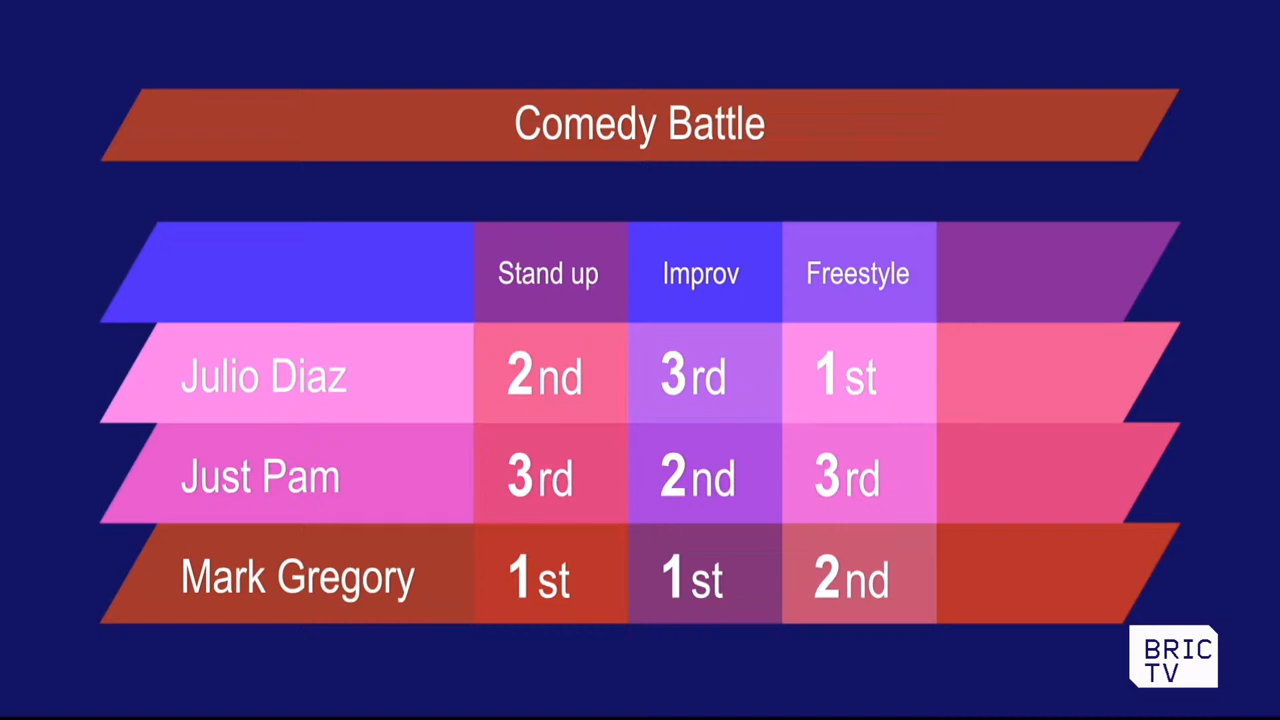 Comedy Battle
Stand up Improv Freestyle
Julio Diaz 2nd 3rd 1st
Just Pam 3rd 2nd 3rd
Mark Gregory 1st 1st 2nd
BRIC
TV